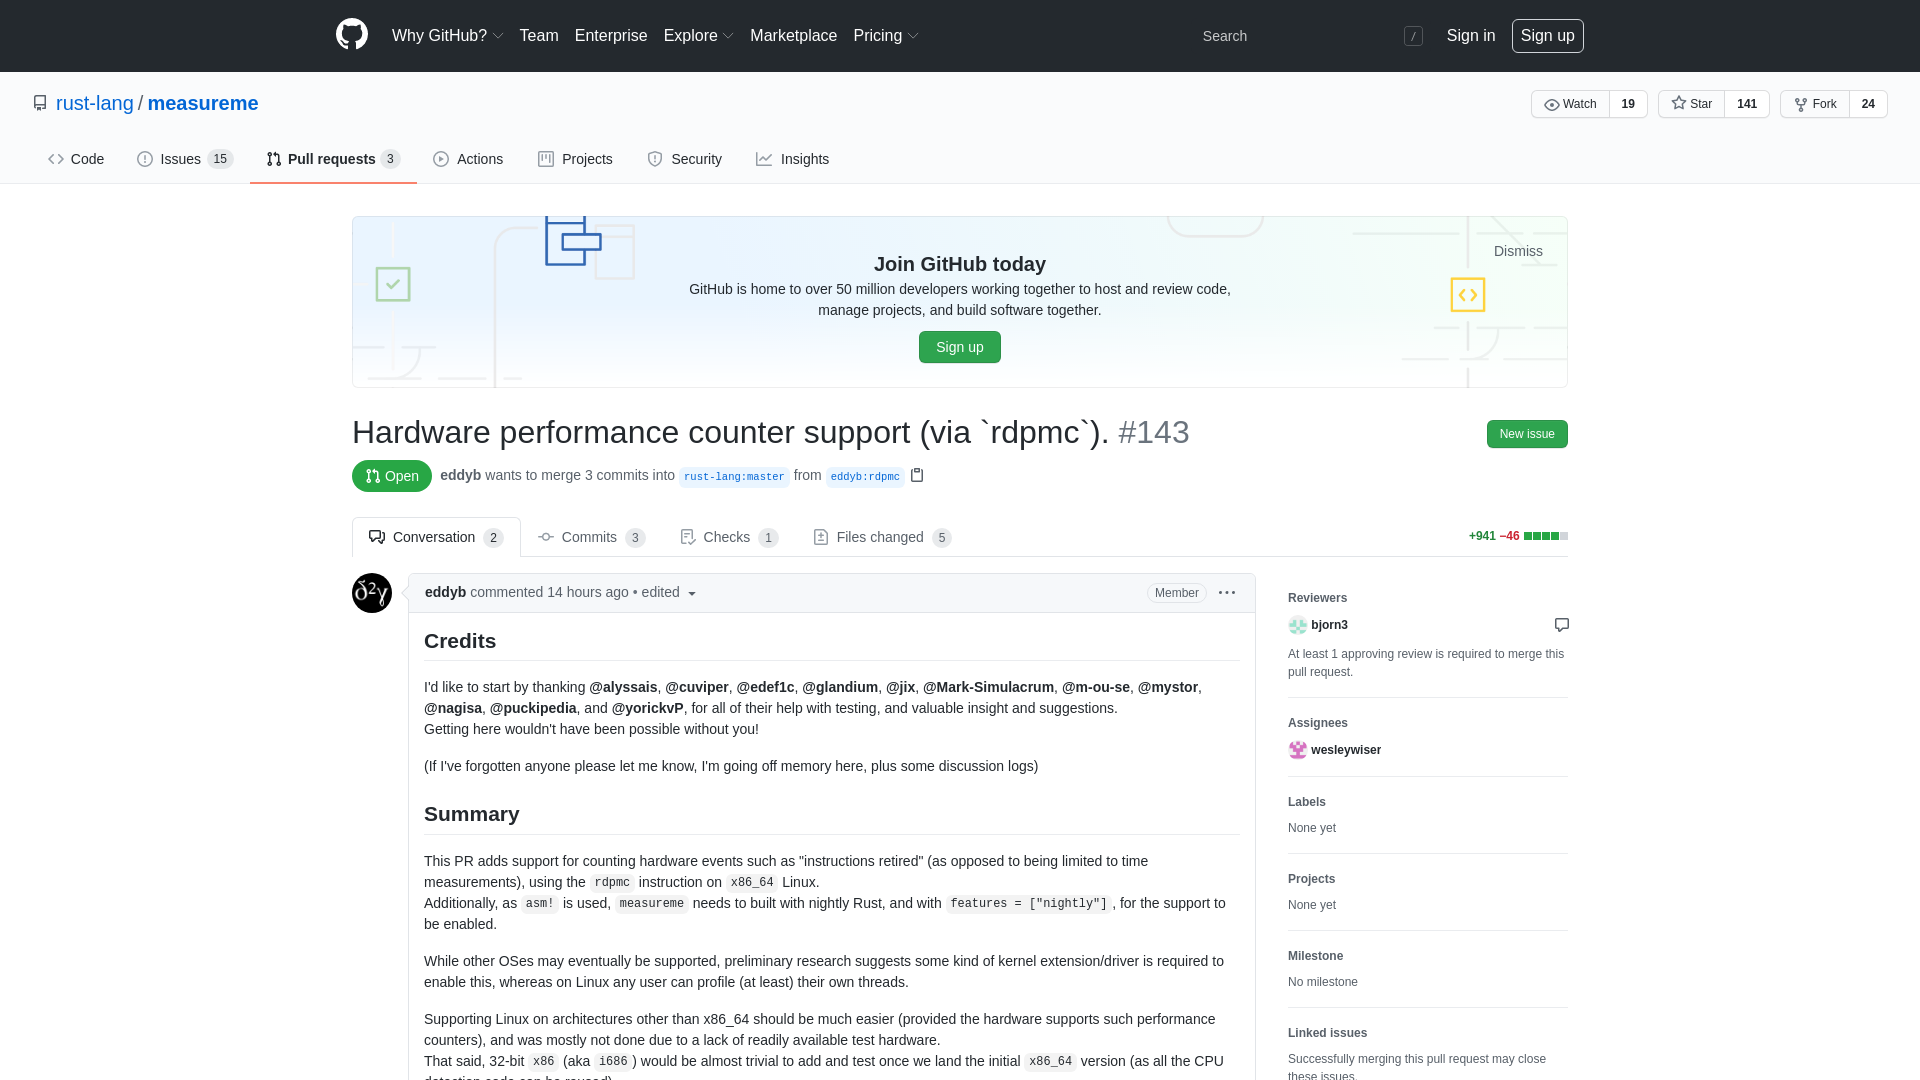 Why GitHub? Team Enterprise Explore Marketplace Pricing Search / Sign in Sign up
rust-lang / measureme
Watch 19 Star 141 Fork 24
Code Issues 15 Pull requests 3 Actions Projects Security Insights
Dismiss
Join GitHub today
GitHub is home to over 50 million developers working together to host and review code,
manage projects, and build software together.
Sign up
Hardware performance counter support (via `rdpmc`). #143
New issue
Open eddyb wants to merge 3 commits into rust-lang:master from eddyb:rdpmc
Conversation 2 Commits 3 Checks 1 Files changed 5
+941 −46
δ²γ
eddyb commented 14 hours ago • edited
Member
Credits
I'd like to start by thanking @alyssais, @cuviper, @edef1c, @glandium, @jix, @Mark-Simulacrum, @m-ou-se, @mystor,
@nagisa, @puckipedia, and @yorickvP, for all of their help with testing, and valuable insight and suggestions.
Getting here wouldn't have been possible without you!
(If I've forgotten anyone please let me know, I'm going off memory here, plus some discussion logs)
Summary
This PR adds support for counting hardware events such as "instructions retired" (as opposed to being limited to time
measurements), using the rdpmc instruction on x86_64 Linux.
Additionally, as asm! is used, measureme needs to built with nightly Rust, and with features = ["nightly"], for the support to
be enabled.
While other OSes may eventually be supported, preliminary research suggests some kind of kernel extension/driver is required to
enable this, whereas on Linux any user can profile (at least) their own threads.
Supporting Linux on architectures other than x86_64 should be much easier (provided the hardware supports such performance
counters), and was mostly not done due to a lack of readily available test hardware.
That said, 32-bit x86 (aka i686) would be almost trivial to add and test once we land the initial x86_64 version (as all the CPU
detection code can be reused).
Reviewers
bjorn3
At least 1 approving review is required to merge this
pull request.
Assignees
wesleywiser
Labels
None yet
Projects
None yet
Milestone
No milestone
Linked issues
Successfully merging this pull request may close
these issues.